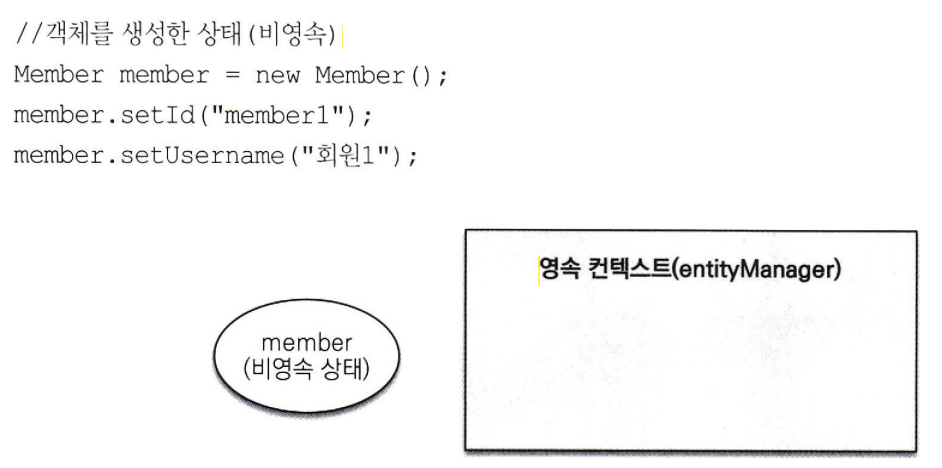 //객체를 생성한 상태(비영속)
Member member = new Member();
member.setId("member1");
member.setUsername("회원1");
영속 컨텍스트(entityManager)
member
(비영속 상태)